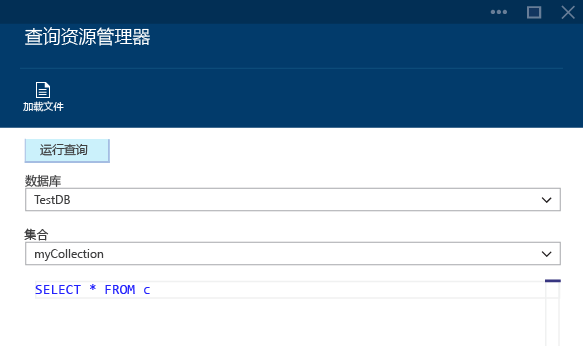 查询资源管理器
加载文件
运行查询
数据库
TestDB
集合
myCollection
SELECT * FROM c